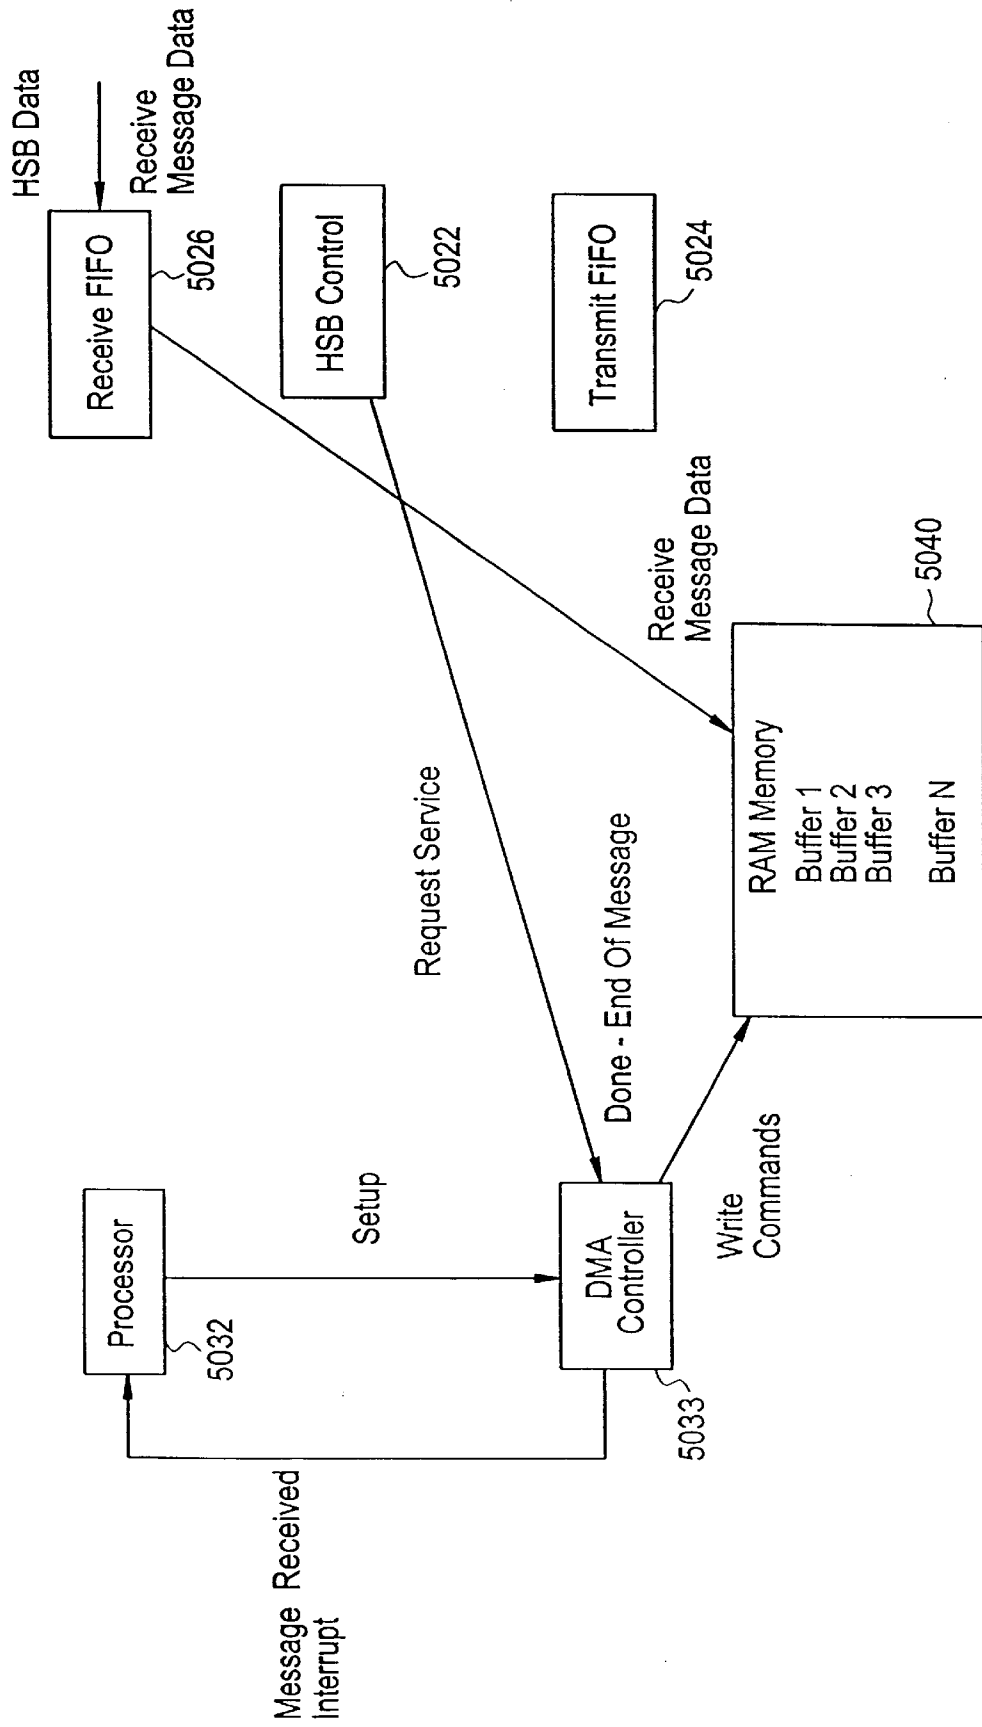 Message Received
Interrupt
Processor
5032
Setup
DMA
Controller
5033
Write
Commands
Done - End Of Message
Request Service
HSB Data
Receive
Message Data
Receive FIFO
5026
HSB Control
5022
Transmit FiFO
5024
Receive
Message Data
5040
RAM Memory
Buffer 1
Buffer 2
Buffer 3
Buffer N